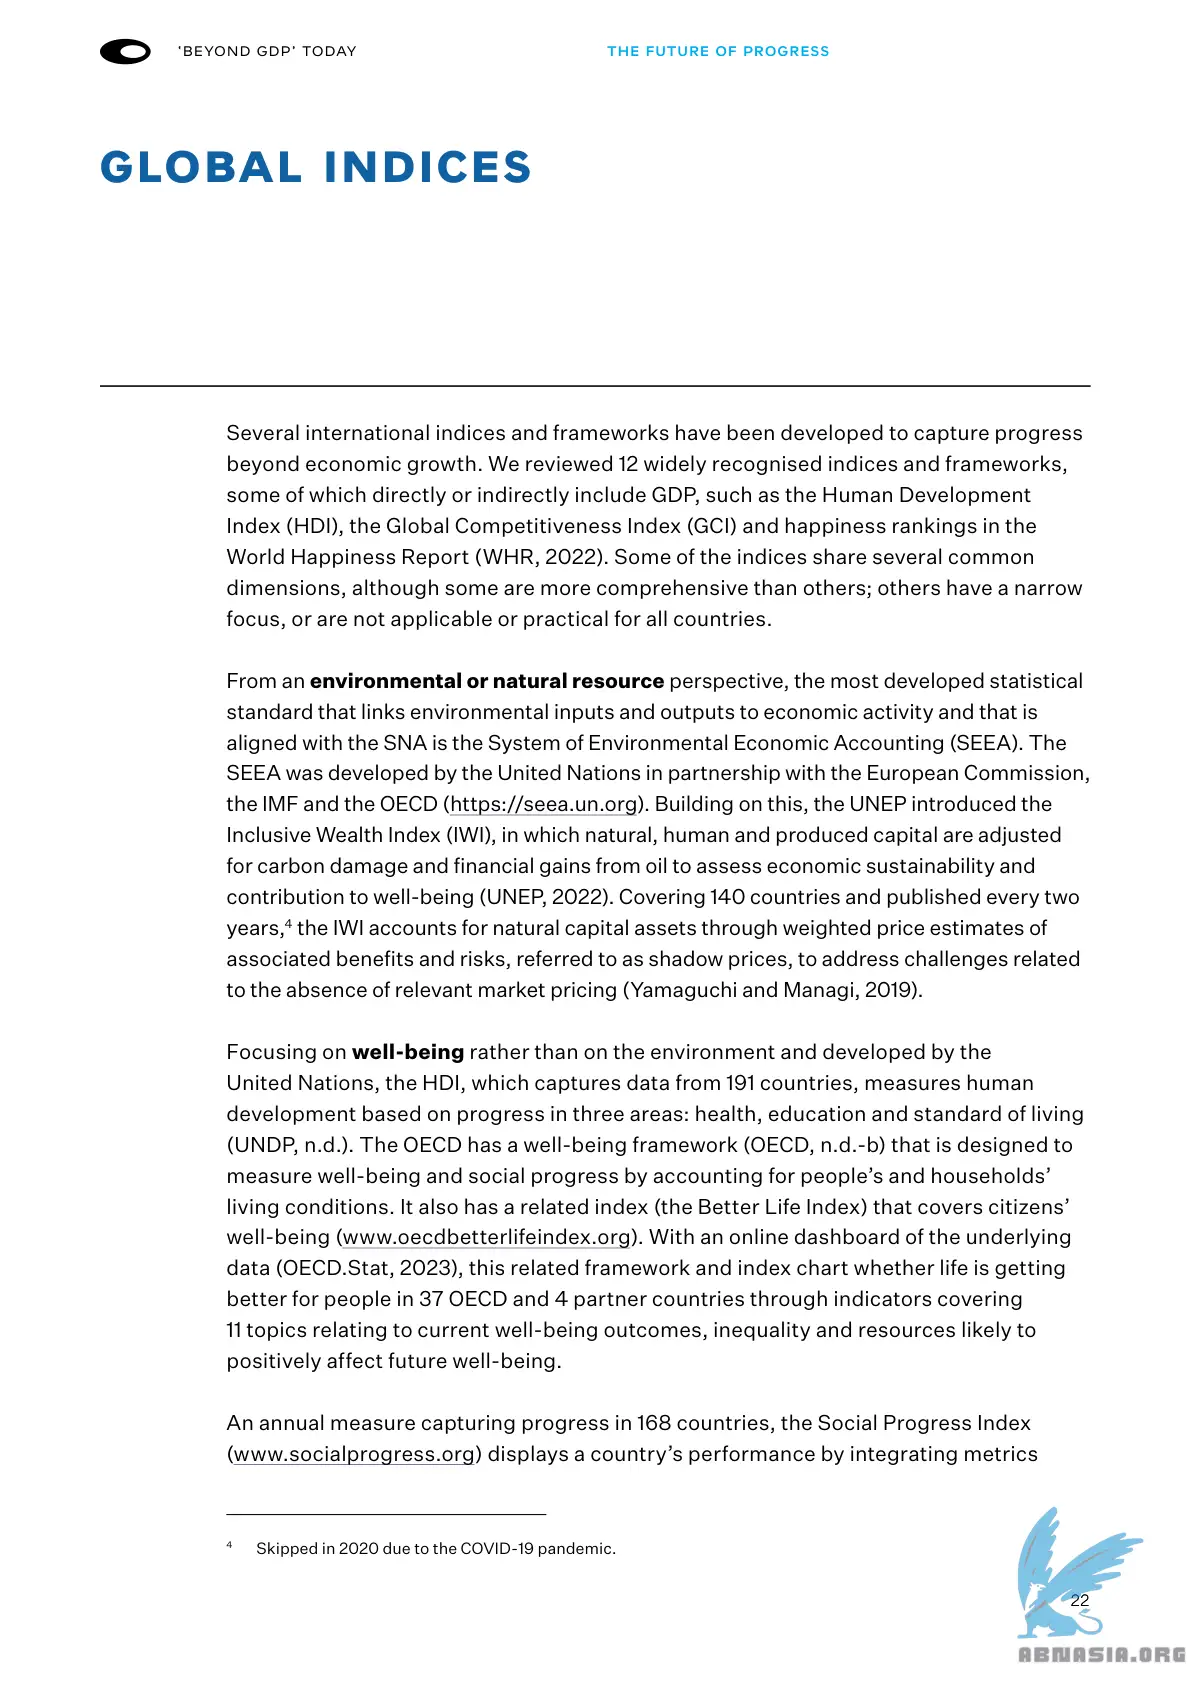 'BEYOND GDP' TODAY
THE FUTURE OF PROGRESS
GLOBAL INDICES
Several international indices and frameworks have been developed to capture progress
beyond economic growth. We reviewed 12 widely recognised indices and frameworks,
some of which directly or indirectly include GDP, such as the Human Development
Index (HDI), the Global Competitiveness Index (GCI) and happiness rankings in the
World Happiness Report (WHR, 2022). Some of the indices share several common
dimensions, although some are more comprehensive than others; others have a narrow
focus, or are not applicable or practical for all countries.
From an environmental or natural resource perspective, the most developed statistical
standard that links environmental inputs and outputs to economic activity and that is
aligned with the SNA is the System of Environmental Economic Accounting (SEEA). The
SEEA was developed by the United Nations in partnership with the European Commission,
the IMF and the OECD (https://seea.un.org). Building on this, the UNEP introduced the
Inclusive Wealth Index (IWI), in which natural, human and produced capital are adjusted
for carbon damage and financial gains from oil to assess economic sustainability and
contribution to well-being (UNEP, 2022). Covering 140 countries and published every two
years,⁴ the IWI accounts for natural capital assets through weighted price estimates of
associated benefits and risks, referred to as shadow prices, to address challenges related
to the absence of relevant market pricing (Yamaguchi and Managi, 2019).
Focusing on well-being rather than on the environment and developed by the
United Nations, the HDI, which captures data from 191 countries, measures human
development based on progress in three areas: health, education and standard of living
(UNDP, n.d.). The OECD has a well-being framework (OECD, n.d.-b) that is designed to
measure well-being and social progress by accounting for people's and households'
living conditions. It also has a related index (the Better Life Index) that covers citizens'
well-being (www.oecdbetterlifeindex.org). With an online dashboard of the underlying
data (OECD.Stat, 2023), this related framework and index chart whether life is getting
better for people in 37 OECD and 4 partner countries through indicators covering
11 topics relating to current well-being outcomes, inequality and resources likely to
positively affect future well-being.
An annual measure capturing progress in 168 countries, the Social Progress Index
(www.socialprogress.org) displays a country's performance by integrating metrics
⁴ Skipped in 2020 due to the COVID-19 pandemic.
22
ABNASIA.ORG